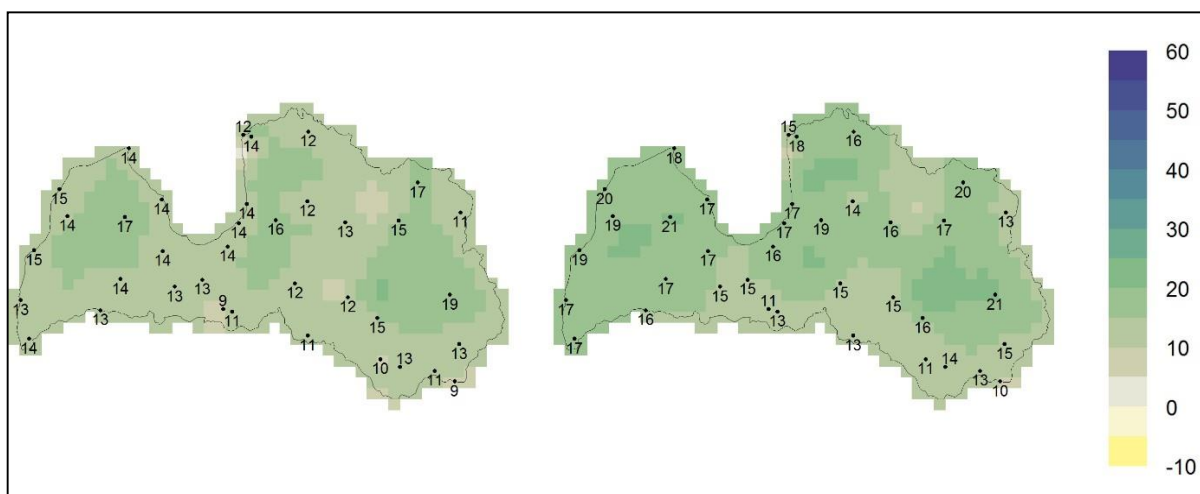 12 14 12
14
15 14 14 12 17
14 17 14 14 16 13 15 11
15 14
13 14 13 13 12 12 19
13 9 11 15
14 11 13
10 13 11 9
15 18 16
18
20 17 17 14 20
19 21 17 19 16 17 13
19 17 16
17 17 15 15 15 15 21
16 11 13 16
17 13 15
11 14 13 10
60
50
40
30
20
10
0
-10